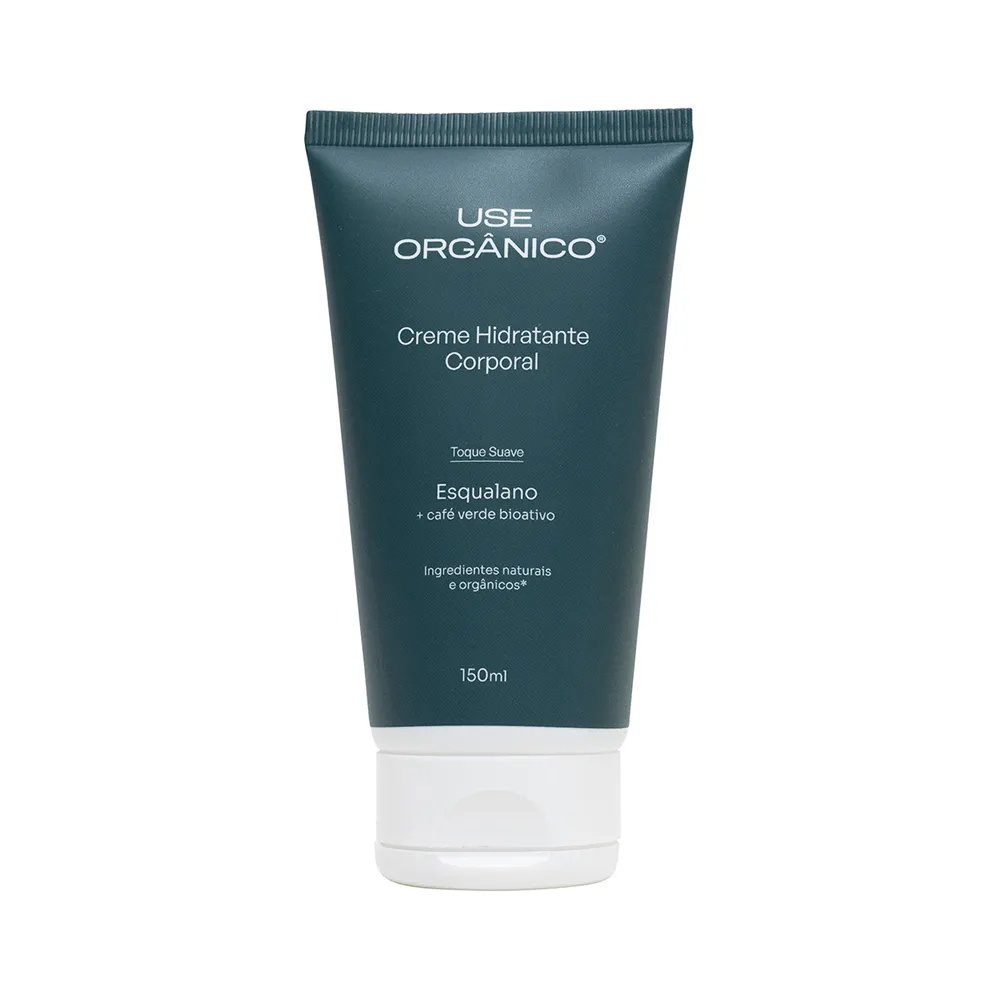 USE
ORGÂNICO®
Creme Hidratante
Corporal
Toque Suave
Esqualano
+ café verde bioativo
Ingredientes naturais
e orgânicos*
150ml